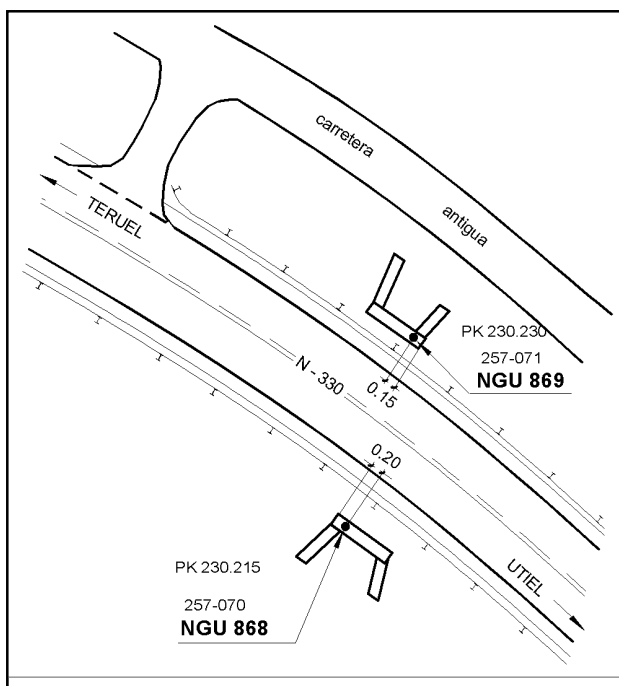 carretera
antigua
TERUEL
PK 230.230
257-071
NGU 869
N - 330
0.15
0.20
PK 230.215
257-070
NGU 868
UTIEL